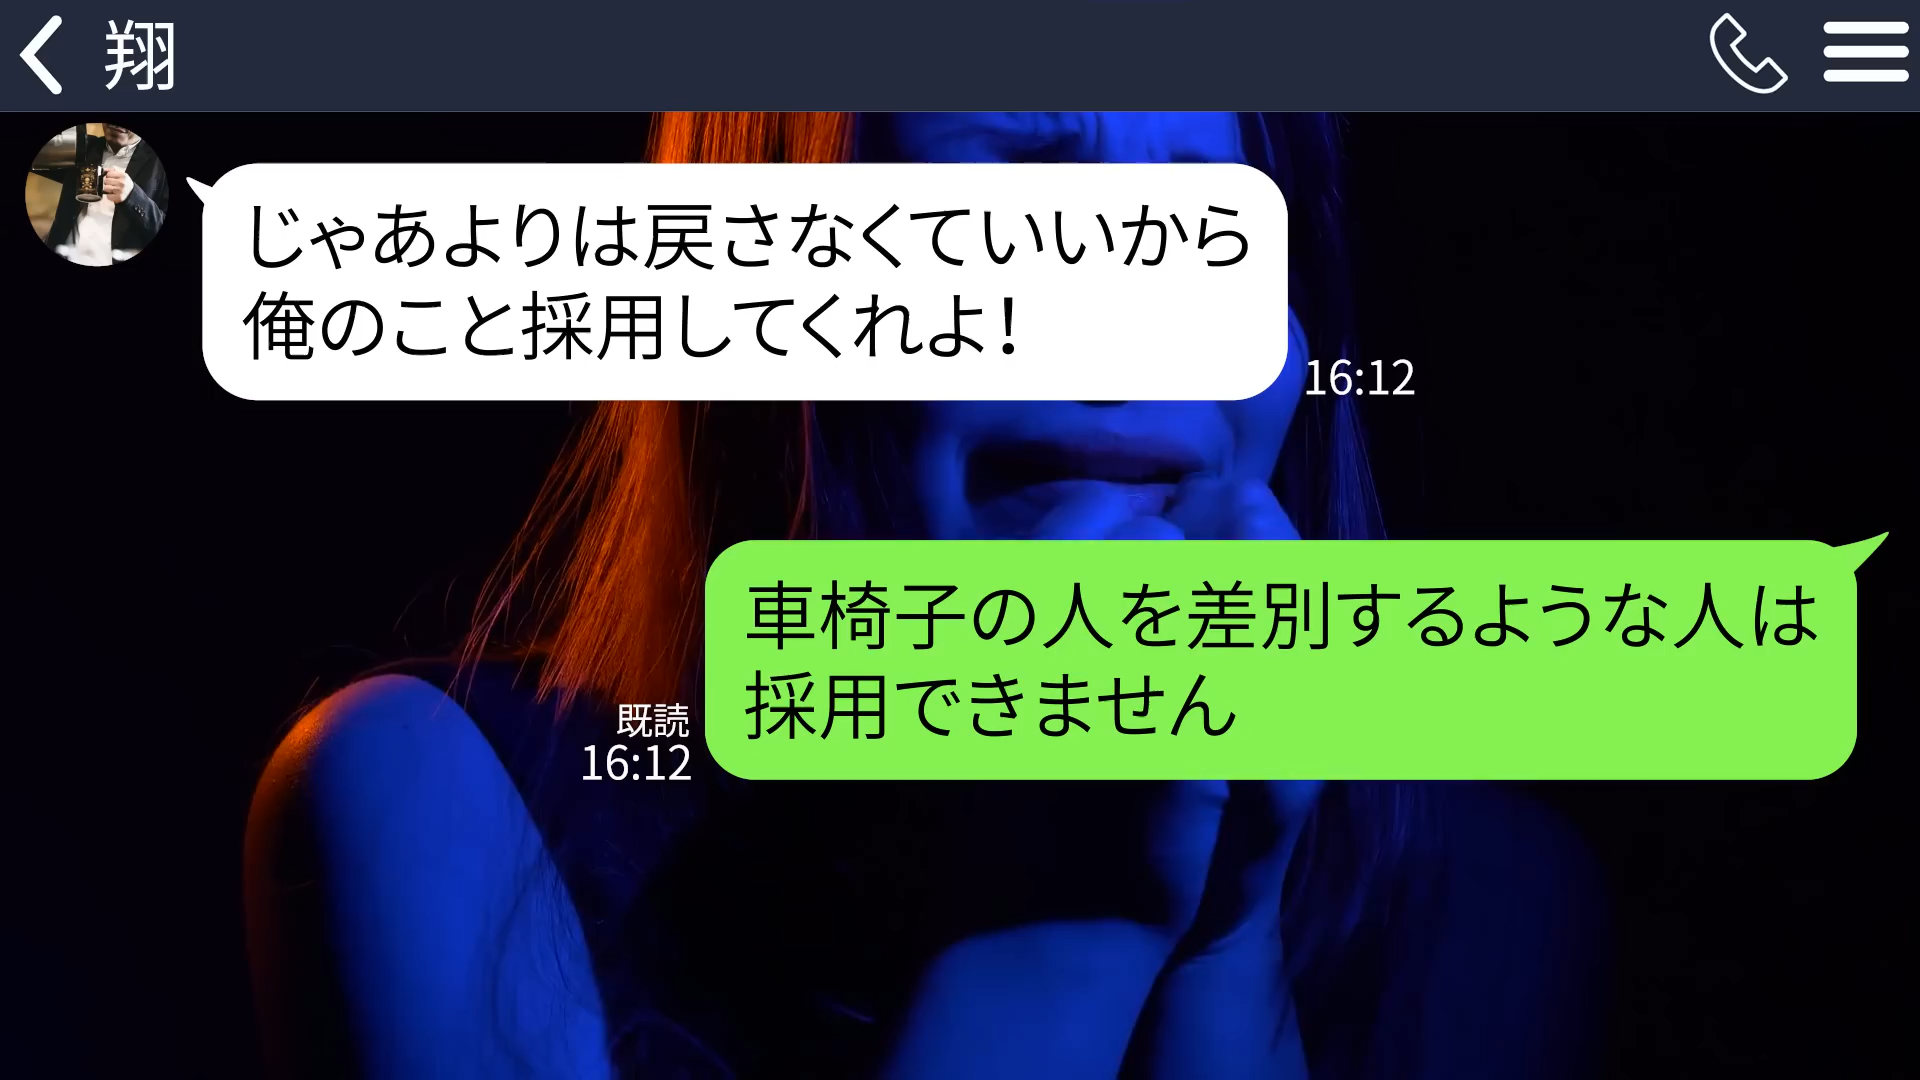 翔
じゃあよりは戻さなくていいから
俺のこと採用してくれよ！
16:12
車椅子の人を差別するような人は
採用できません
既読
16:12